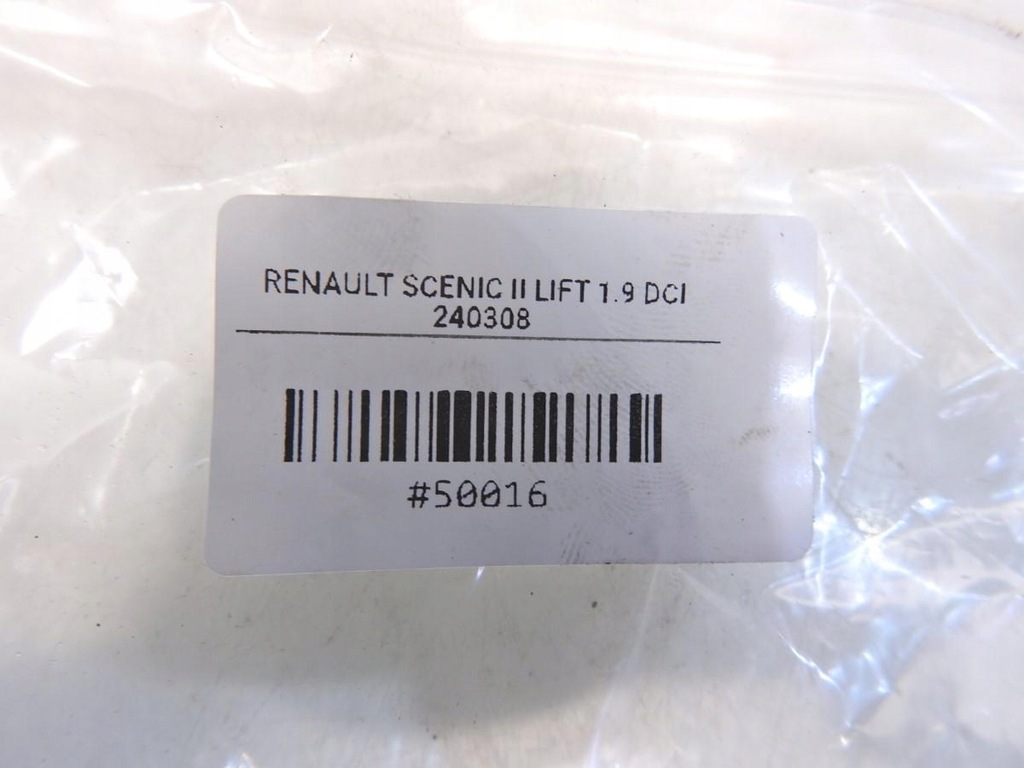 RENAULT SCENIC II LIFT 1.9 DCI
240308
#50016